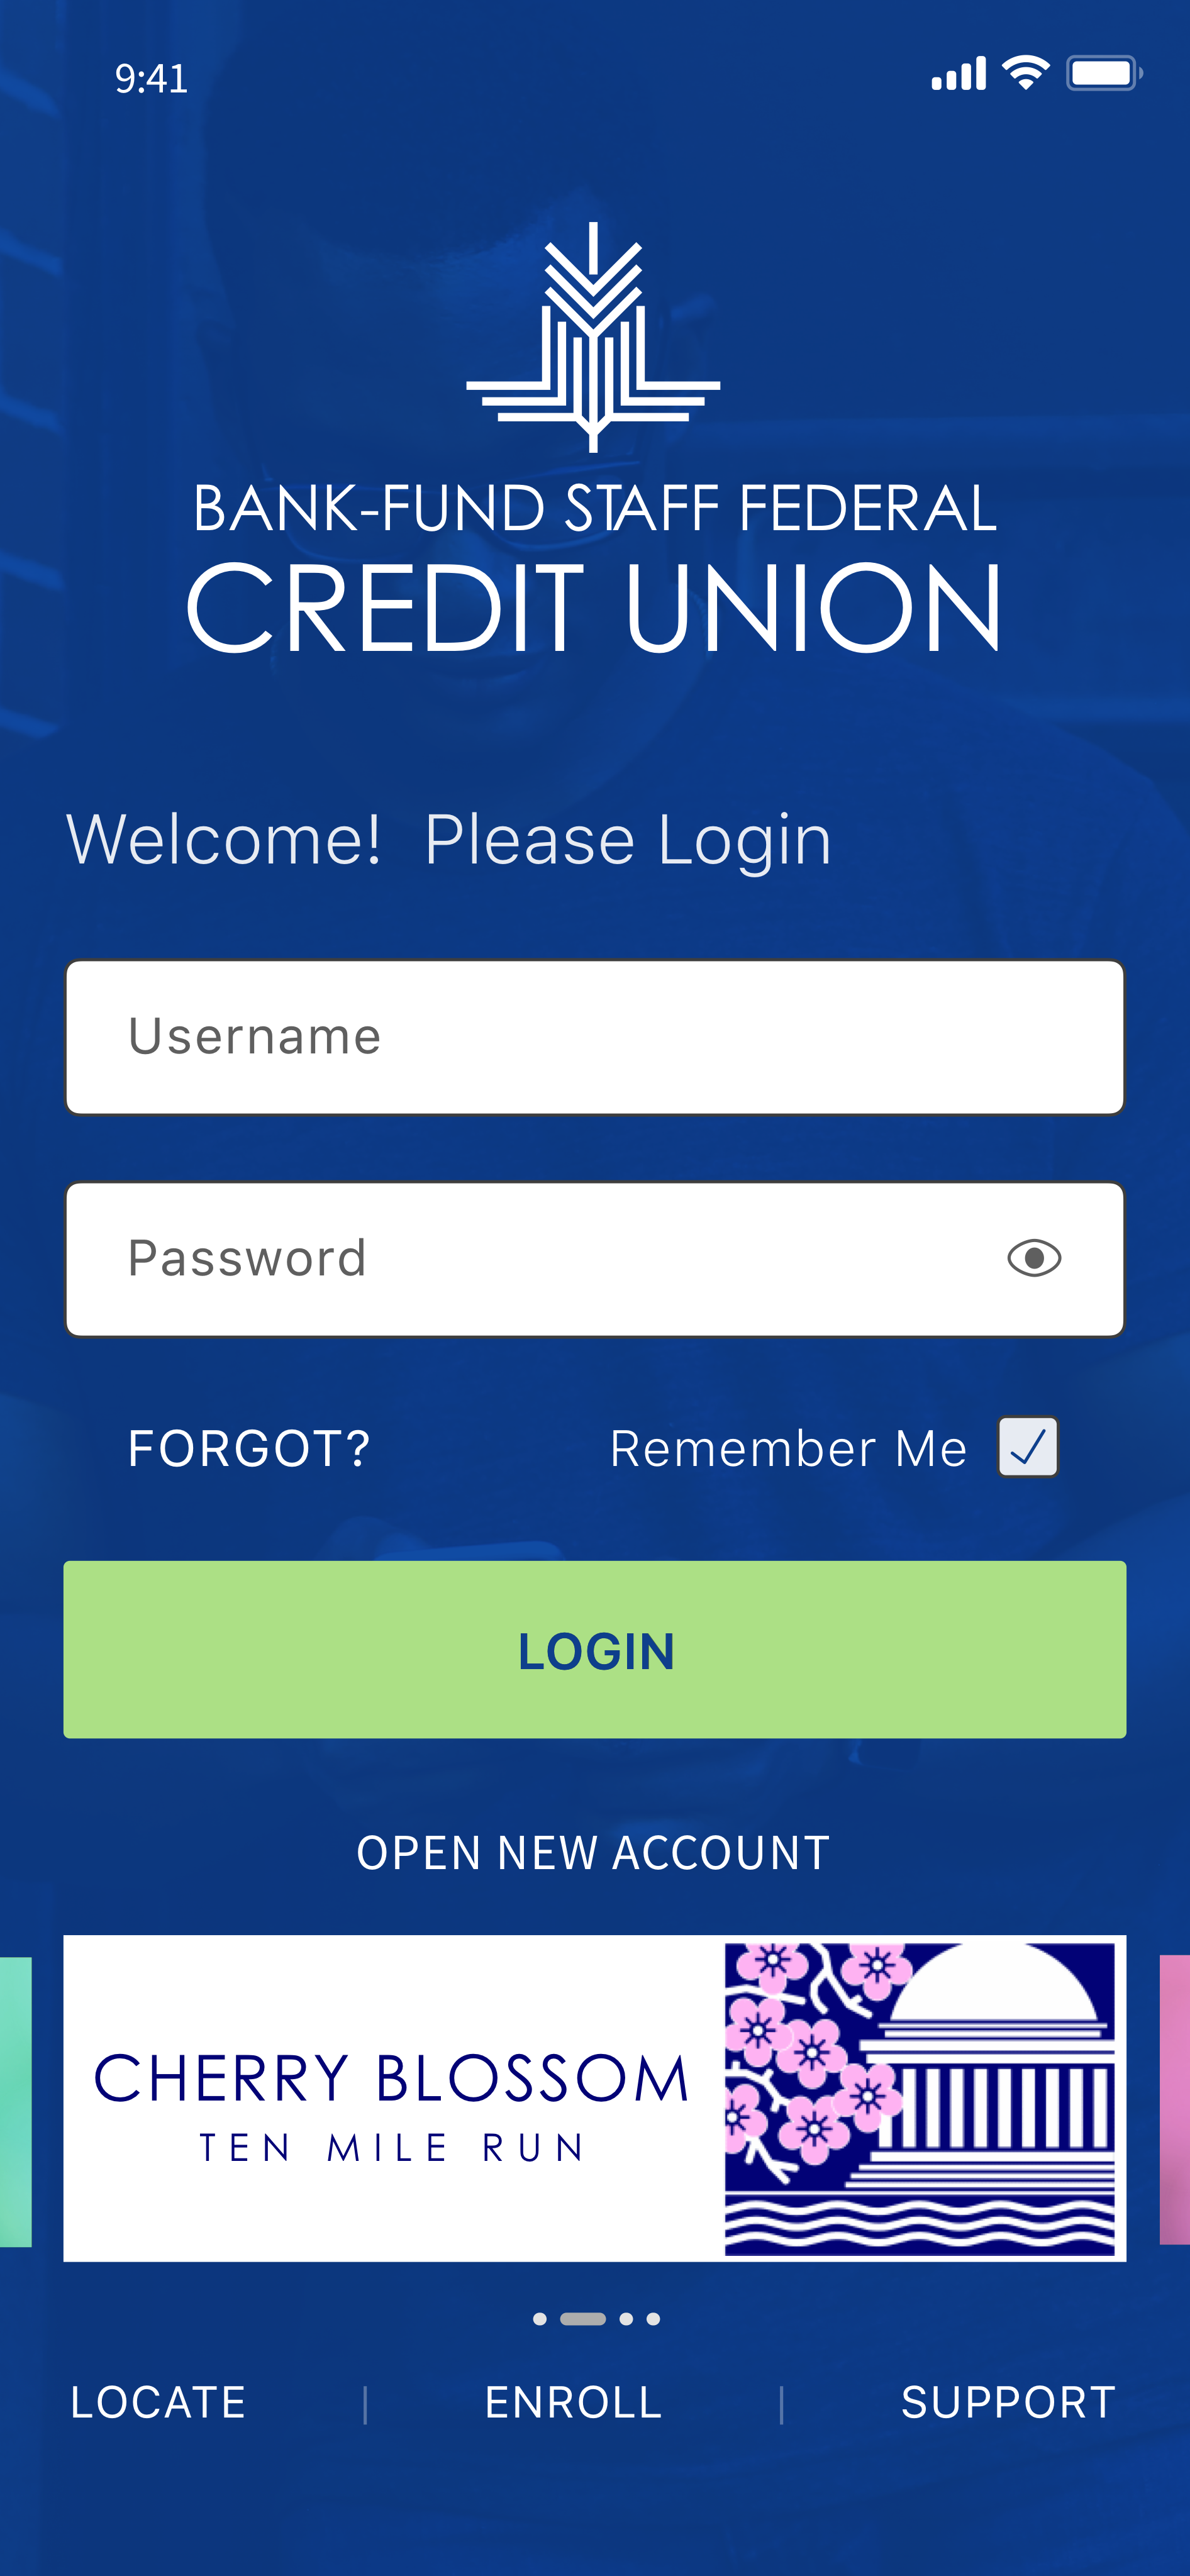 9:41
BANK-FUND STAFF FEDERAL
CREDIT UNION
Welcome! Please Login
Username
Password
FORGOT? Remember Me
LOGIN
OPEN NEW ACCOUNT
CHERRY BLOSSOM
TEN MILE RUN
LOCATE | ENROLL | SUPPORT